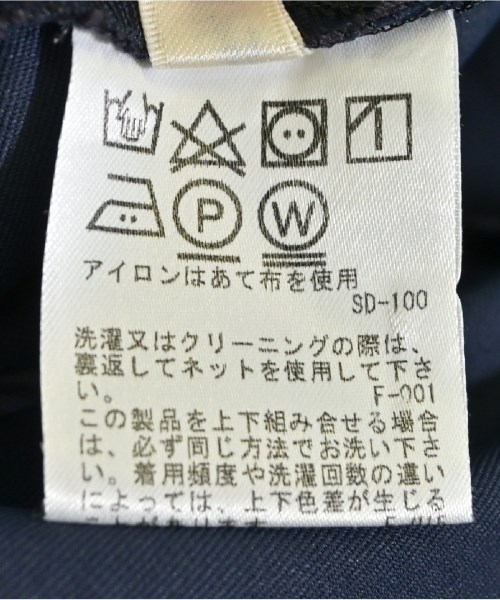 P W
アイロンはあて布を使用
SD-100
洗濯又はクリーニングの際は、
裏返してネットを使用して下さ
い。 F-001
この製品を上下組み合せる場合
は、必ず同じ方法でお洗い下さ
い。着用頻度や洗濯回数の違い
によっては、上下色差が生じる